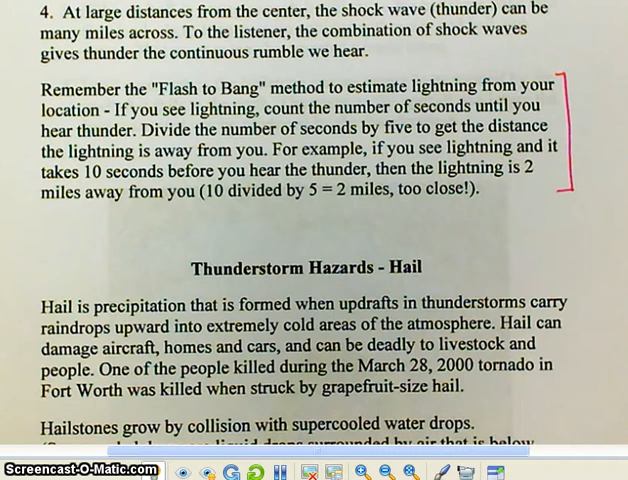 4. At large distances from the center, the shock wave (thunder) can be
many miles across. To the listener, the combination of shock waves
gives thunder the continuous rumble we hear.
Remember the "Flash to Bang" method to estimate lightning from your
location - If you see lightning, count the number of seconds until you
hear thunder. Divide the number of seconds by five to get the distance
the lightning is away from you. For example, if you see lightning and it
takes 10 seconds before you hear the thunder, then the lightning is 2
miles away from you (10 divided by 5 = 2 miles, too close!).
Thunderstorm Hazards - Hail
Hail is precipitation that is formed when updrafts in thunderstorms carry
raindrops upward into extremely cold areas of the atmosphere. Hail can
damage aircraft, homes and cars, and can be deadly to livestock and
people. One of the people killed during the March 28, 2000 tornado in
Fort Worth was killed when struck by grapefruit-size hail.
Hailstones grow by collision with supercooled water drops.
drops surrounded by air that is below
Screencast-O-Matic.com